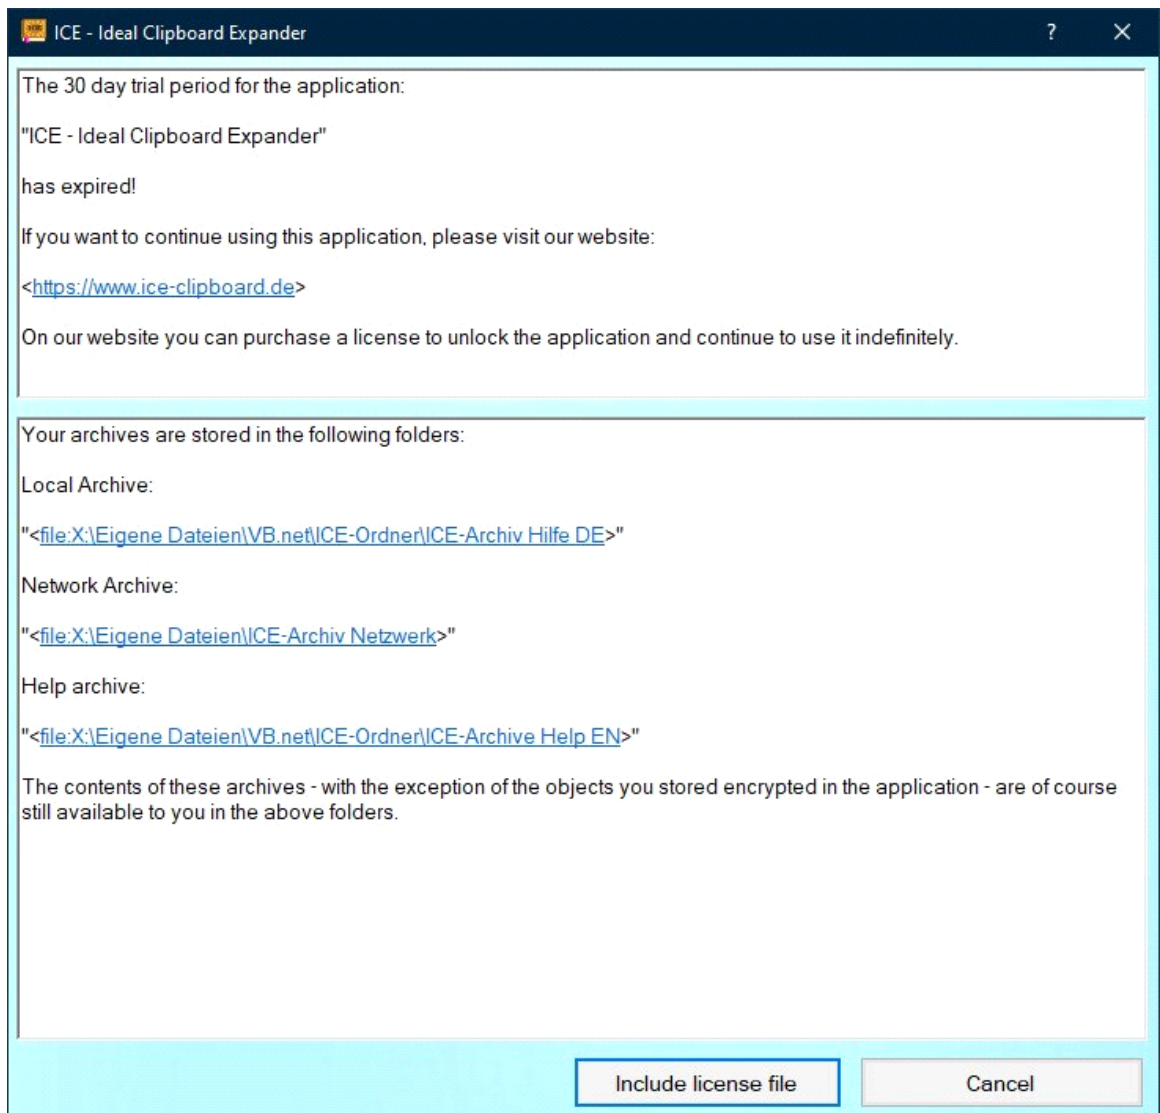 ICE - Ideal Clipboard Expander
? ×
The 30 day trial period for the application:
"ICE - Ideal Clipboard Expander"
has expired!
If you want to continue using this application, please visit our website:
<https://www.ice-clipboard.de>
On our website you can purchase a license to unlock the application and continue to use it indefinitely.
Your archives are stored in the following folders:
Local Archive:
"<file:X:\Eigene Dateien\VB.net\ICE-Ordner\ICE-Archiv Hilfe DE>"
Network Archive:
"<file:X:\Eigene Dateien\ICE-Archiv Netzwerk>"
Help archive:
"<file:X:\Eigene Dateien\VB.net\ICE-Ordner\ICE-Archive Help EN>"
The contents of these archives - with the exception of the objects you stored encrypted in the application - are of course
still available to you in the above folders.
Include license file
Cancel